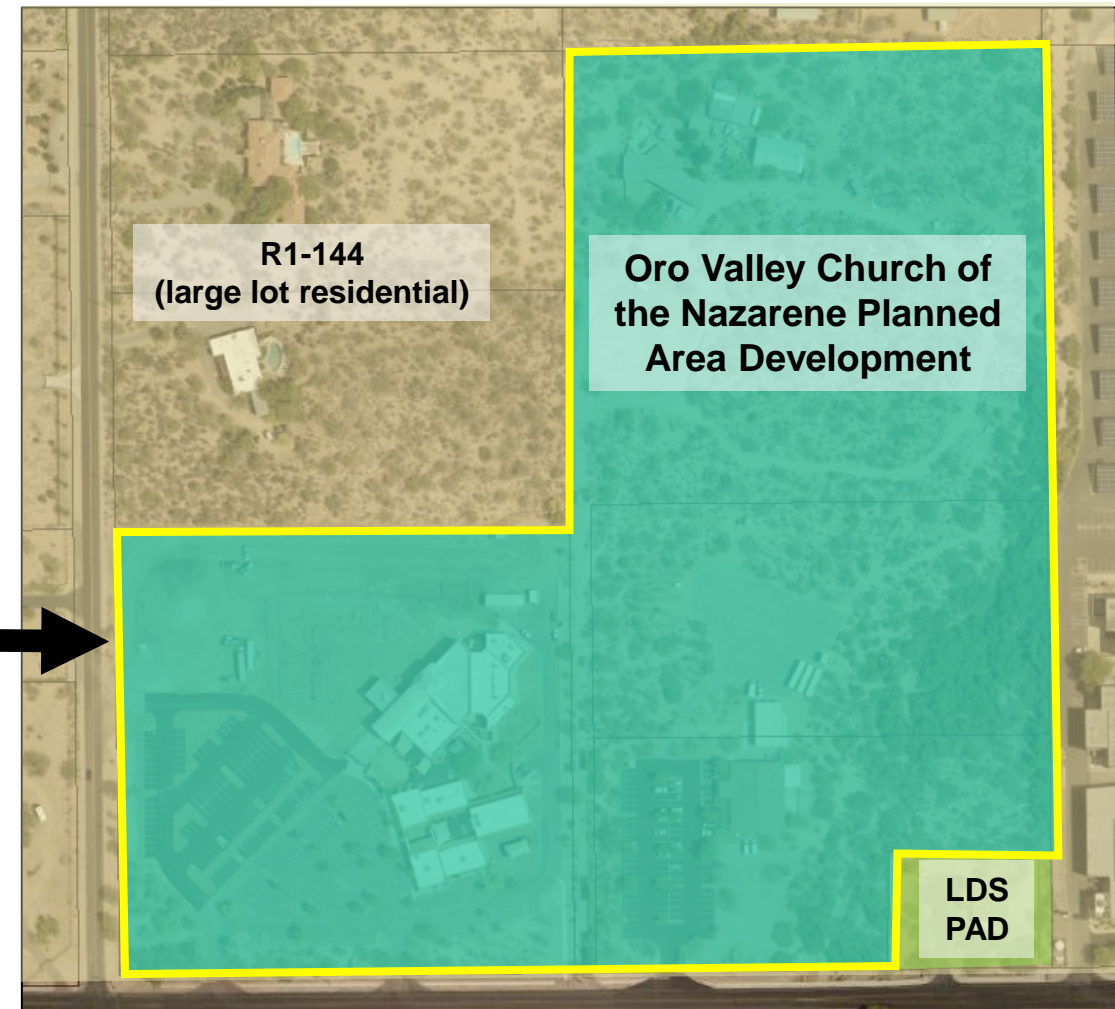 R1-144
(large lot residential)
Oro Valley Church of
the Nazarene Planned
Area Development
LDS
PAD